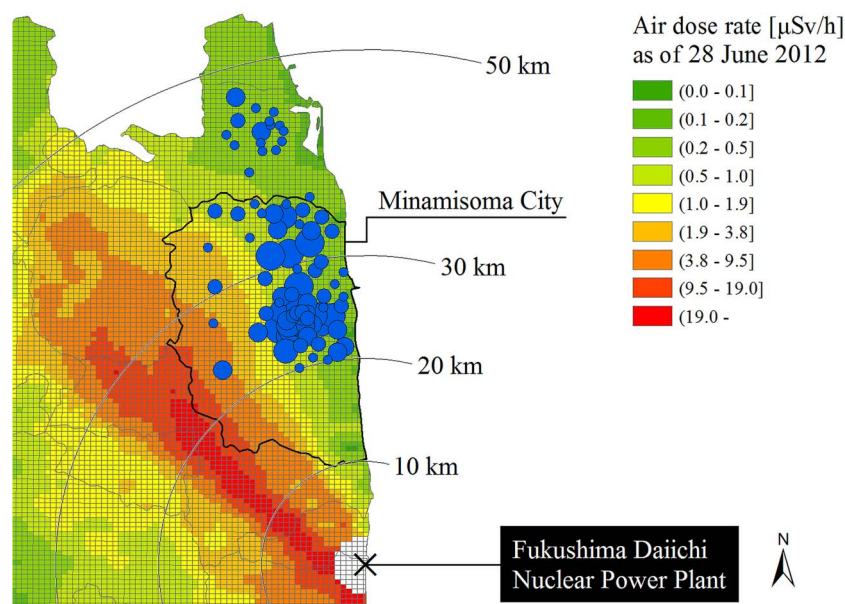 Air dose rate [μSv/h]
as of 28 June 2012
(0.0 - 0.1]
(0.1 - 0.2]
(0.2 - 0.5]
(0.5 - 1.0]
(1.0 - 1.9]
(1.9 - 3.8]
(3.8 - 9.5]
(9.5 - 19.0]
(19.0 -
50 km
Minamisoma City
30 km
20 km
10 km
Fukushima Daiichi
Nuclear Power Plant
N